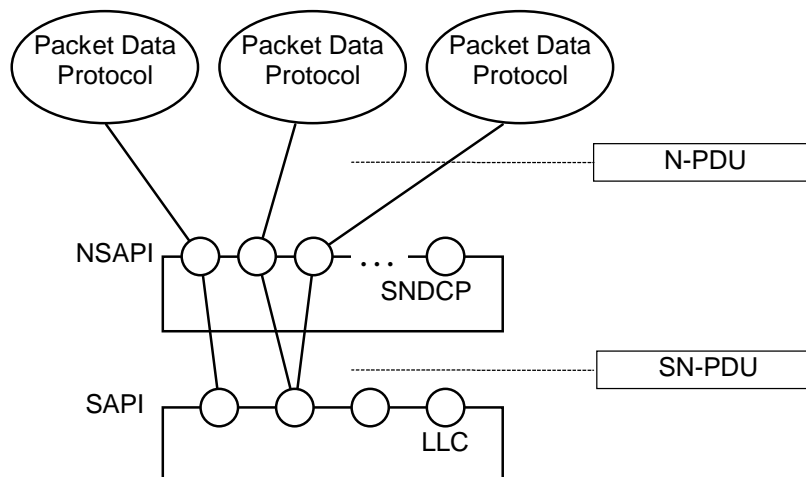 Packet Data
Protocol
Packet Data
Protocol
Packet Data
Protocol
N-PDU
NSAPI
. . .
SNDCP
SN-PDU
SAPI
LLC